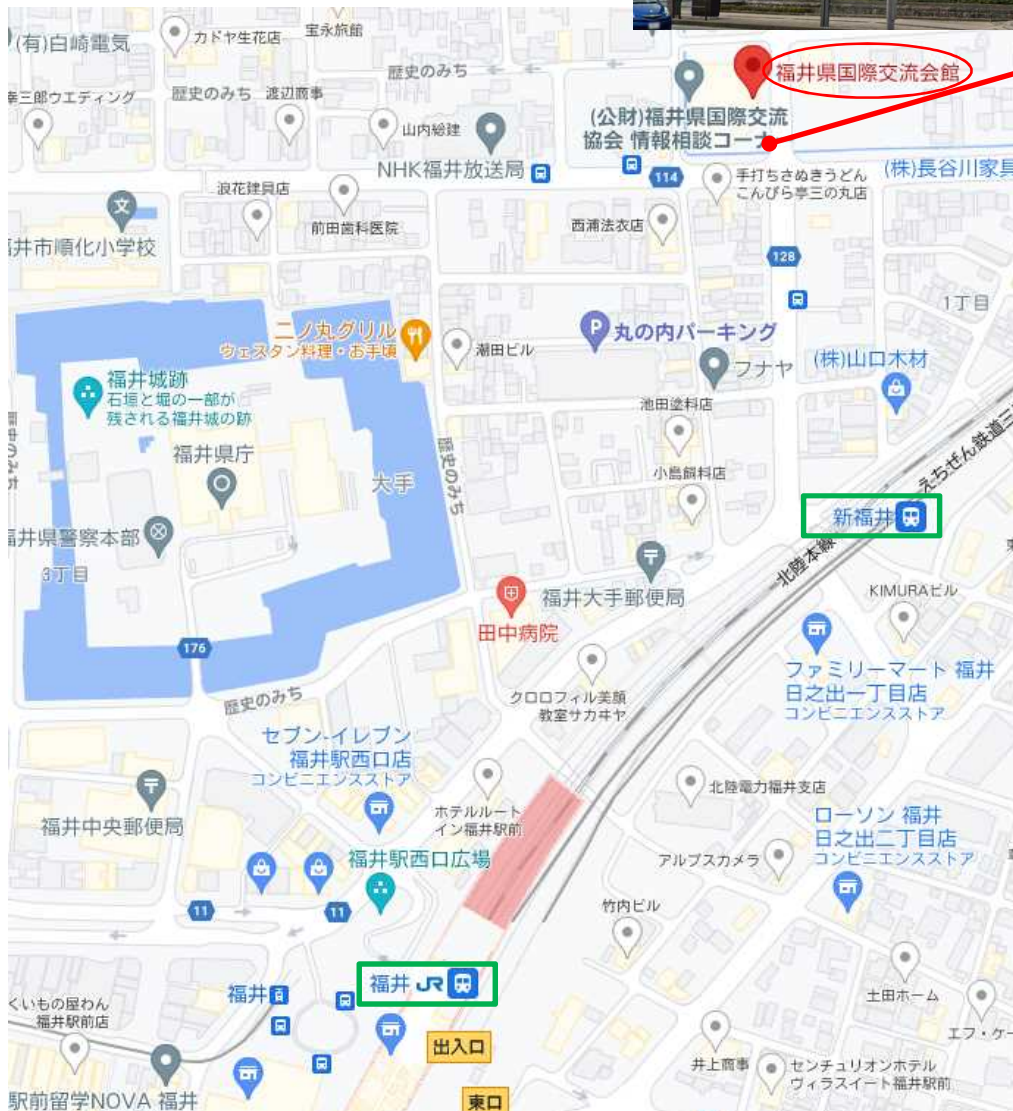 (有)白崎電気
カドヤ生花店
宝永旅館
福井県国際交流会館
歴史のみち
幸三郎ウエディング
歴史のみち
渡辺商事
(公財)福井県国際交流
協会 情報相談コーナ
山内総建
NHK福井放送局
114
手打ちさぬきうどん
こんぴら亭三の丸店
(株)長谷川家具
浪花建具店
前田歯科医院
西浦法衣店
井市順化小学校
128
1丁目
二ノ丸グリル
ウェスタン料理・お手頃
潮田ビル
P
丸の内パーキング
フナヤ
(株)山口木材
福井城跡
石垣と堀の一部が
残される福井城の跡
池田塗料店
福井県庁
大手
歴史のみち
小島飼料店
えちぜん鉄道三
新福井
北陸本線
井県警察本部
3丁目
福井大手郵便局
KIMURAビル
田中病院
176
歴史のみち
クロロフィル美顔
教室サカキヤ
ファミリーマート 福井
日之出一丁目店
コンビニエンスストア
セブン-イレブン
福井駅西口店
コンビニエンスストア
北陸電力福井支店
福井中央郵便局
ホテルルート
イン福井駅前
ローソン 福井
日之出二丁目店
コンビニエンスストア
福井駅西口広場
アルプスカメラ
11
11
竹内ビル
福井 JR
福井
土田ホーム
くいもの屋わん
福井駅前店
出入口
井上商事
エフ・ケー
センチュリオンホテル
ヴィラスイート福井駅前
駅前留学NOVA 福井
東口